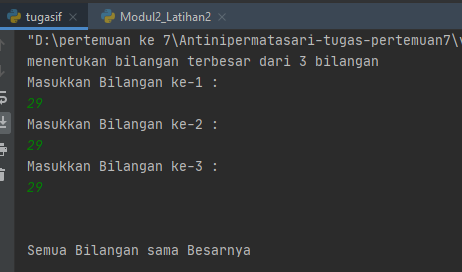 tugasif
Modul2_Latihan2
"D:\pertemuan ke 7\Antinipermatasari-tugas-pertemuan7\
menentukan bilangan terbesar dari 3 bilangan
Masukkan Bilangan ke-1 :
29
Masukkan Bilangan ke-2 :
29
Masukkan Bilangan ke-3 :
29
Semua Bilangan sama Besarnya